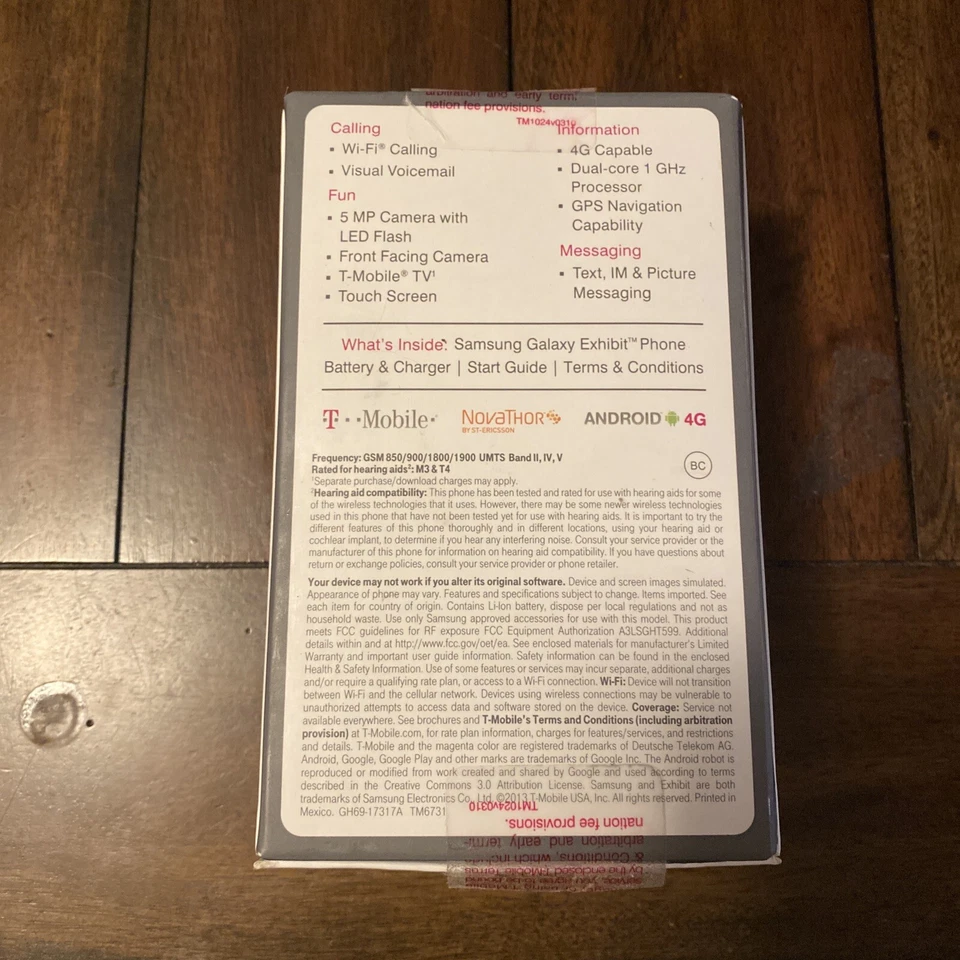 arbitration and early termi-
nation fee provisions.
TM1024v0310
Calling
▪ Wi-Fi® Calling
▪ Visual Voicemail
Fun
▪ 5 MP Camera with
LED Flash
▪ Front Facing Camera
▪ T-Mobile® TV¹
▪ Touch Screen
Information
▪ 4G Capable
▪ Dual-core 1 GHz
Processor
▪ GPS Navigation
Capability
Messaging
▪ Text, IM & Picture
Messaging
What's Inside: Samsung Galaxy Exhibit™ Phone
Battery & Charger | Start Guide | Terms & Conditions
T··Mobile·®
NOVATHOR
BY ST-ERICSSON
ANDROID 4G
Frequency: GSM 850/900/1800/1900 UMTS Band II, IV, V
Rated for hearing aids²: M3 & T4
BC
¹Separate purchase/download charges may apply.
²Hearing aid compatibility: This phone has been tested and rated for use with hearing aids for some
of the wireless technologies that it uses. However, there may be some newer wireless technologies
used in this phone that have not been tested yet for use with hearing aids. It is important to try the
different features of this phone thoroughly and in different locations, using your hearing aid or
cochlear implant, to determine if you hear any interfering noise. Consult your service provider or the
manufacturer of this phone for information on hearing aid compatibility. If you have questions about
return or exchange policies, consult your service provider or phone retailer.
Your device may not work if you alter its original software. Device and screen images simulated.
Appearance of phone may vary. Features and specifications subject to change. Items imported. See
each item for country of origin. Contains Li-Ion battery, dispose per local regulations and not as
household waste. Use only Samsung approved accessories for use with this model. This product
meets FCC guidelines for RF exposure FCC Equipment Authorization A3LSGHT599. Additional
details within and at http://www.fcc.gov/oet/ea. See enclosed materials for manufacturer's Limited
Warranty and important user guide information. Safety information can be found in the enclosed
Health & Safety Information. Use of some features or services may incur separate, additional charges
and/or require a qualifying rate plan, or access to a Wi-Fi connection. Wi-Fi: Device will not transition
between Wi-Fi and the cellular network. Devices using wireless connections may be vulnerable to
unauthorized attempts to access data and software stored on the device. Coverage: Service not
available everywhere. See brochures and T-Mobile's Terms and Conditions (including arbitration
provision) at T-Mobile.com, for rate plan information, charges for features/services, and restrictions
and details. T-Mobile and the magenta color are registered trademarks of Deutsche Telekom AG.
Android, Google, Google Play and other marks are trademarks of Google Inc. The Android robot is
reproduced or modified from work created and shared by Google and used according to terms
described in the Creative Commons 3.0 Attribution License. Samsung and Exhibit are both
trademarks of Samsung Electronics Co., Ltd. ©2013 T-Mobile USA, Inc. All rights reserved. Printed in
Mexico. GH69-17317A TM6731
TM1024v0310
nation fee provisions.
arbitration and early termi-
& Conditions, which include
by the enclosed T-Mobile Terms
service, you agree to be bound